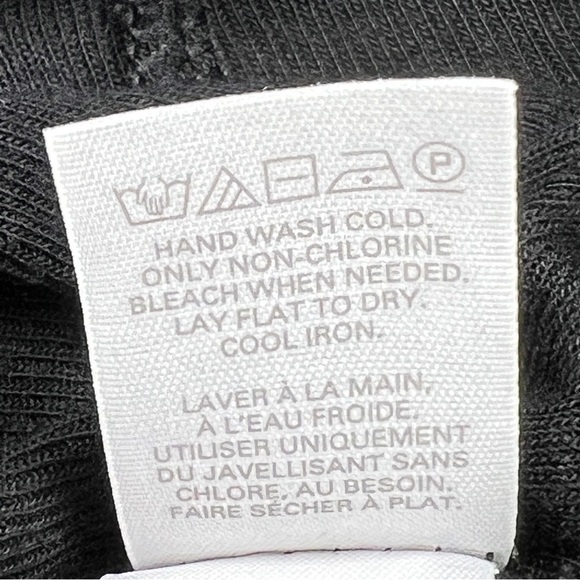 P
HAND WASH COLD.
ONLY NON-CHLORINE
BLEACH WHEN NEEDED.
LAY FLAT TO DRY.
COOL IRON.
LAVER À LA MAIN,
À L'EAU FROIDE.
UTILISER UNIQUEMENT
DU JAVELLISANT SANS
CHLORE, AU BESOIN.
FAIRE SÉCHER À PLAT.